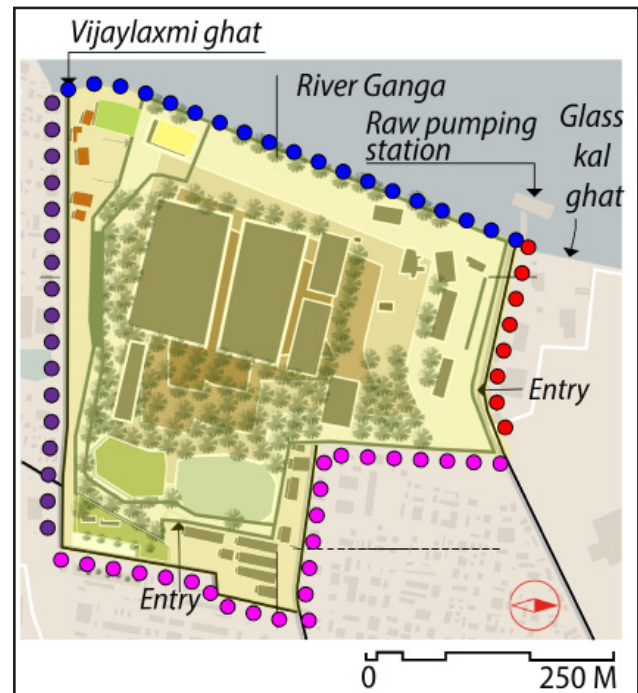 Vijaylaxmi ghat
River Ganga
Raw pumping
station
Glass
kal
ghat
Entry
Entry
0 250 M